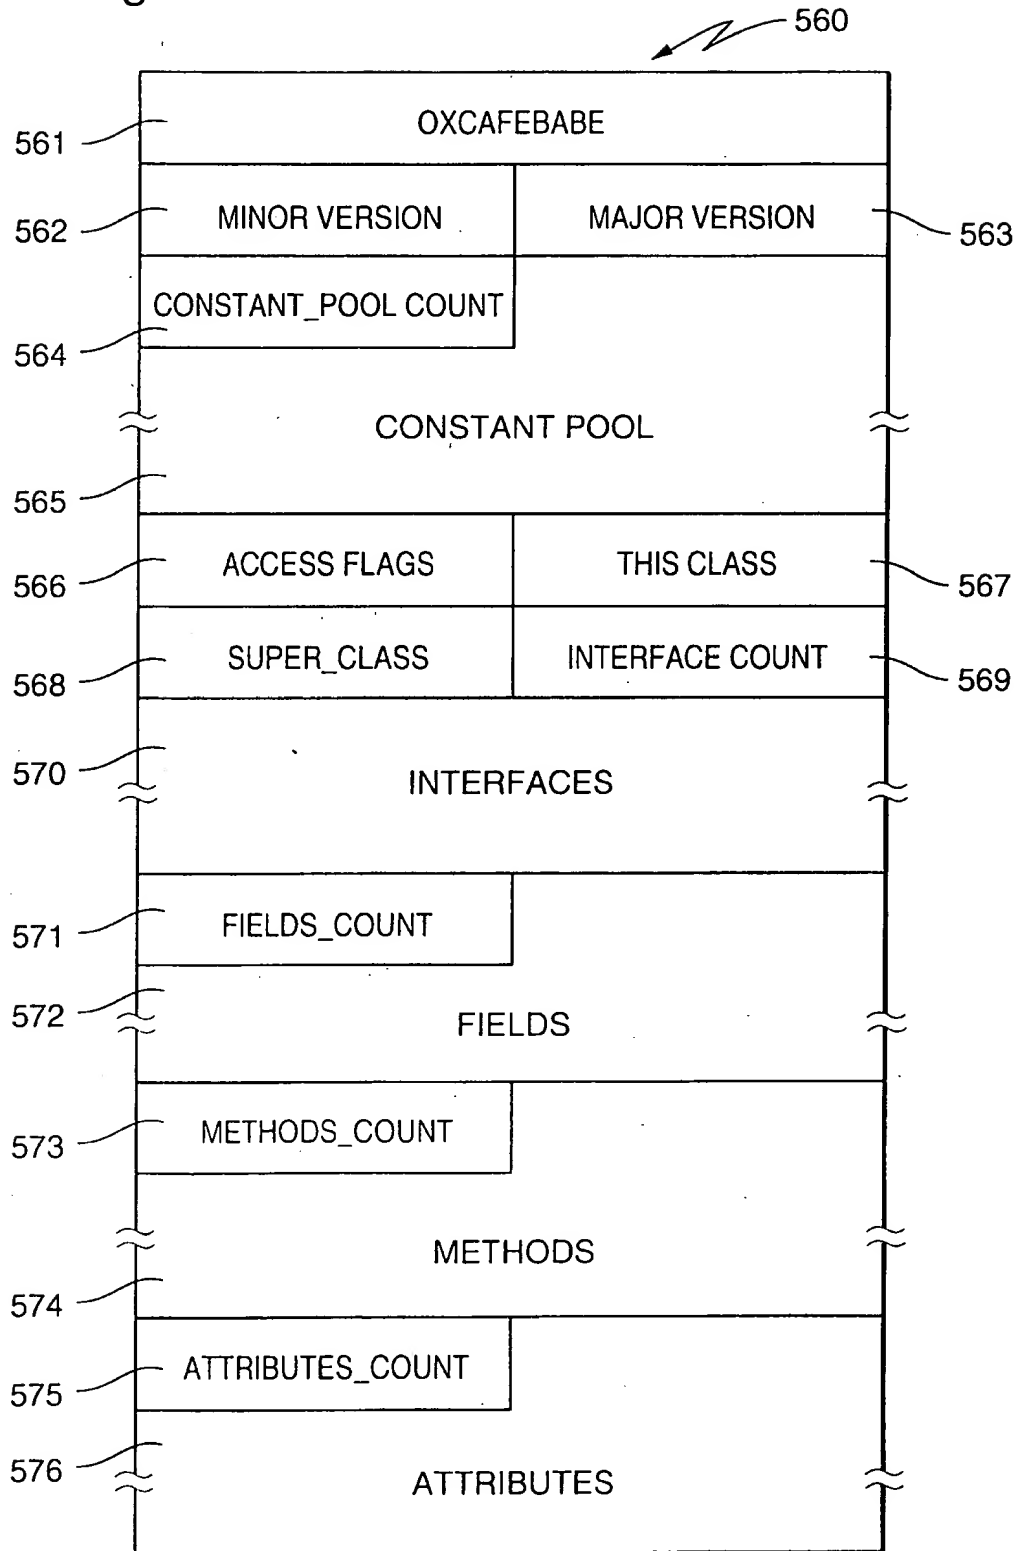 560
561 OXCAFEBABE
562 MINOR VERSION MAJOR VERSION 563
CONSTANT_POOL COUNT
564
CONSTANT POOL
565
566 ACCESS FLAGS THIS CLASS 567
568 SUPER_CLASS INTERFACE COUNT 569
570 INTERFACES
571 FIELDS_COUNT
572 FIELDS
573 METHODS_COUNT
METHODS
574
575 ATTRIBUTES_COUNT
576 ATTRIBUTES